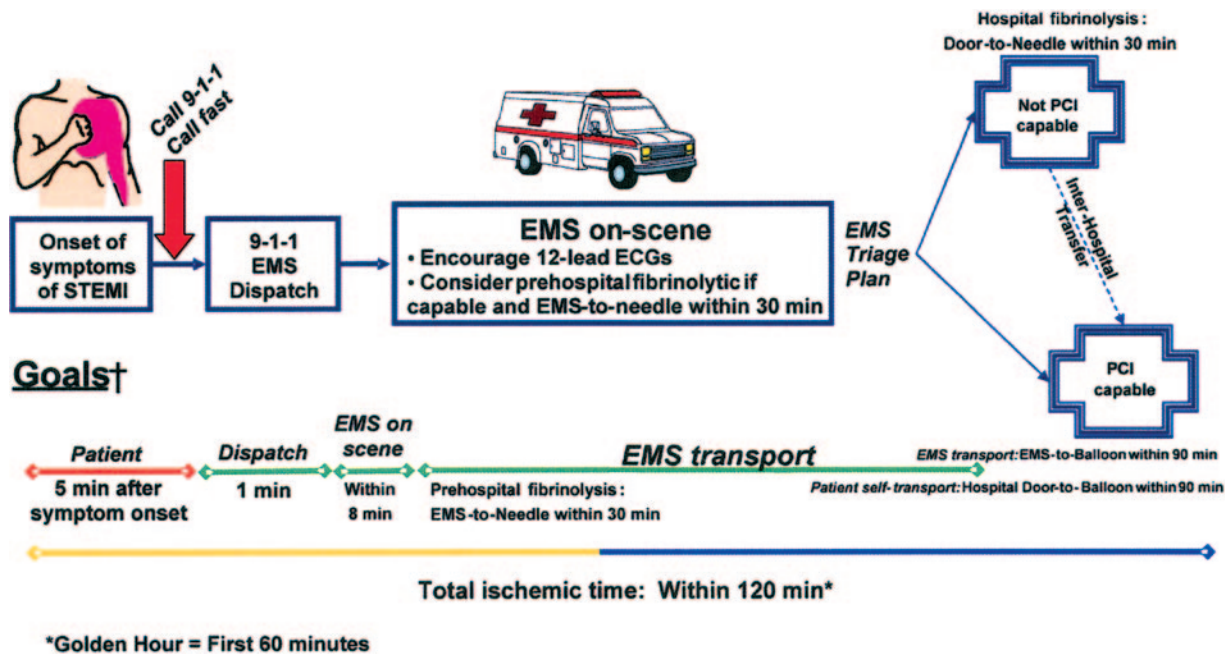 Hospital fibrinolysis :
Door-to-Needle within 30 min
Call 9-1-1
Call fast
Not PCI
capable
Onset of
symptoms
of STEMI
9-1-1
EMS
Dispatch
EMS on-scene
• Encourage 12-lead ECGs
• Consider prehospital fibrinolytic if
capable and EMS-to-needle within 30 min
EMS
Triage
Plan
Inter-Hospital
Transfer
PCI
capable
Goals†
Patient
5 min after
symptom onset
Dispatch
1 min
EMS on
scene
Within
8 min
EMS transport
Prehospital fibrinolysis :
EMS-to-Needle within 30 min
EMS transport: EMS-to-Balloon within 90 min
Patient self-transport: Hospital Door-to- Balloon within 90 min
Total ischemic time: Within 120 min*
*Golden Hour = First 60 minutes